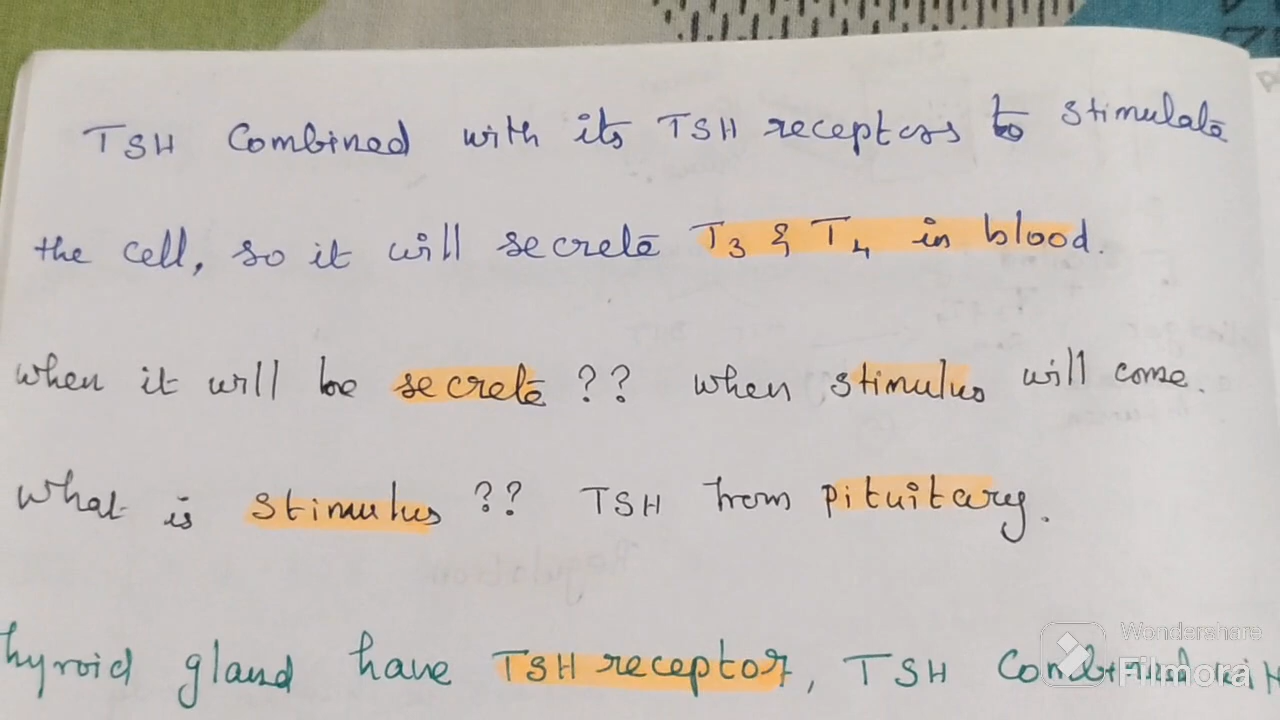 TSH Combined with its TSH receptors to stimulate
the cell, so it will secrete T3 & T4 in blood.
when it will be secrete ?? when stimulus will come.
What is stimulus ?? TSH from pituitary.
hyroid gland have TSH receptor, TSH Combined wit
Wondershare
Filmora